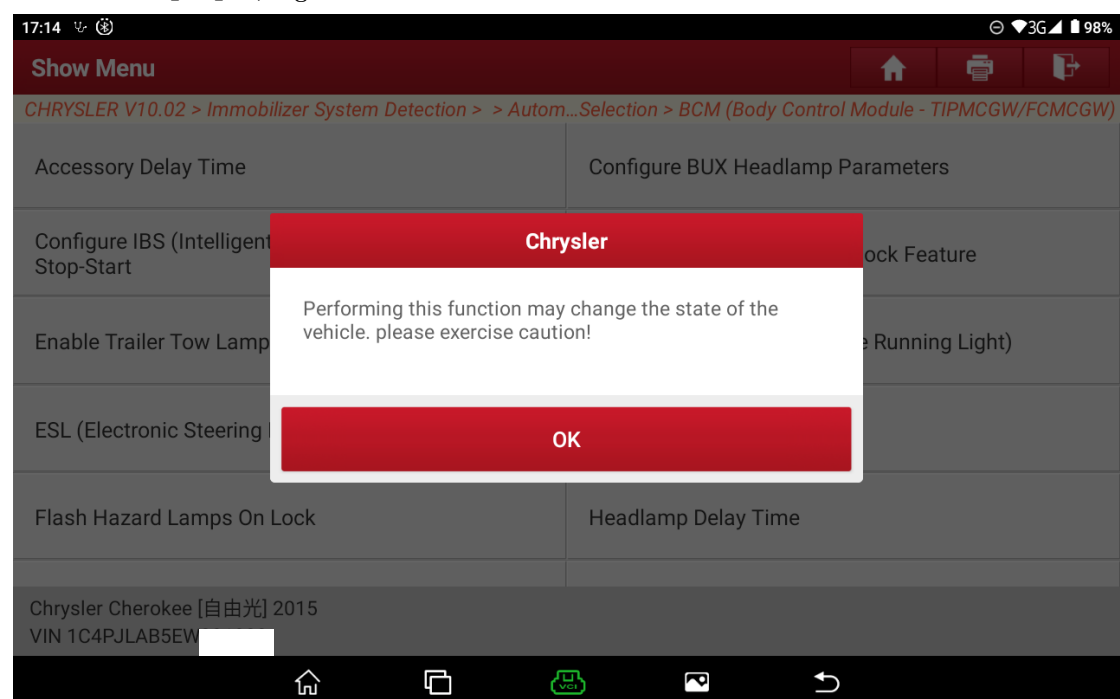 17:14
3G
98%
Show Menu
CHRYSLER V10.02 > Immobilizer System Detection > > Autom...Selection > BCM (Body Control Module - TIPMCGW/FCMCGW)
Accessory Delay Time
Configure BUX Headlamp Parameters
Configure IBS (Intelligent
Stop-Start
ock Feature
Enable Trailer Tow Lamp
Running Light)
ESL (Electronic Steering
Flash Hazard Lamps On Lock
Headlamp Delay Time
Chrysler
Performing this function may change the state of the
vehicle. please exercise caution!
OK
Chrysler Cherokee [自由光] 2015
VIN 1C4PJLAB5EW
VCI